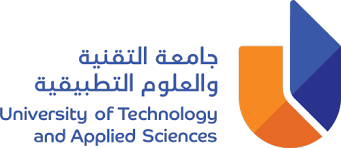 جامعة التقنية
والعلوم التطبيقية
University of Technology
and Applied Sciences